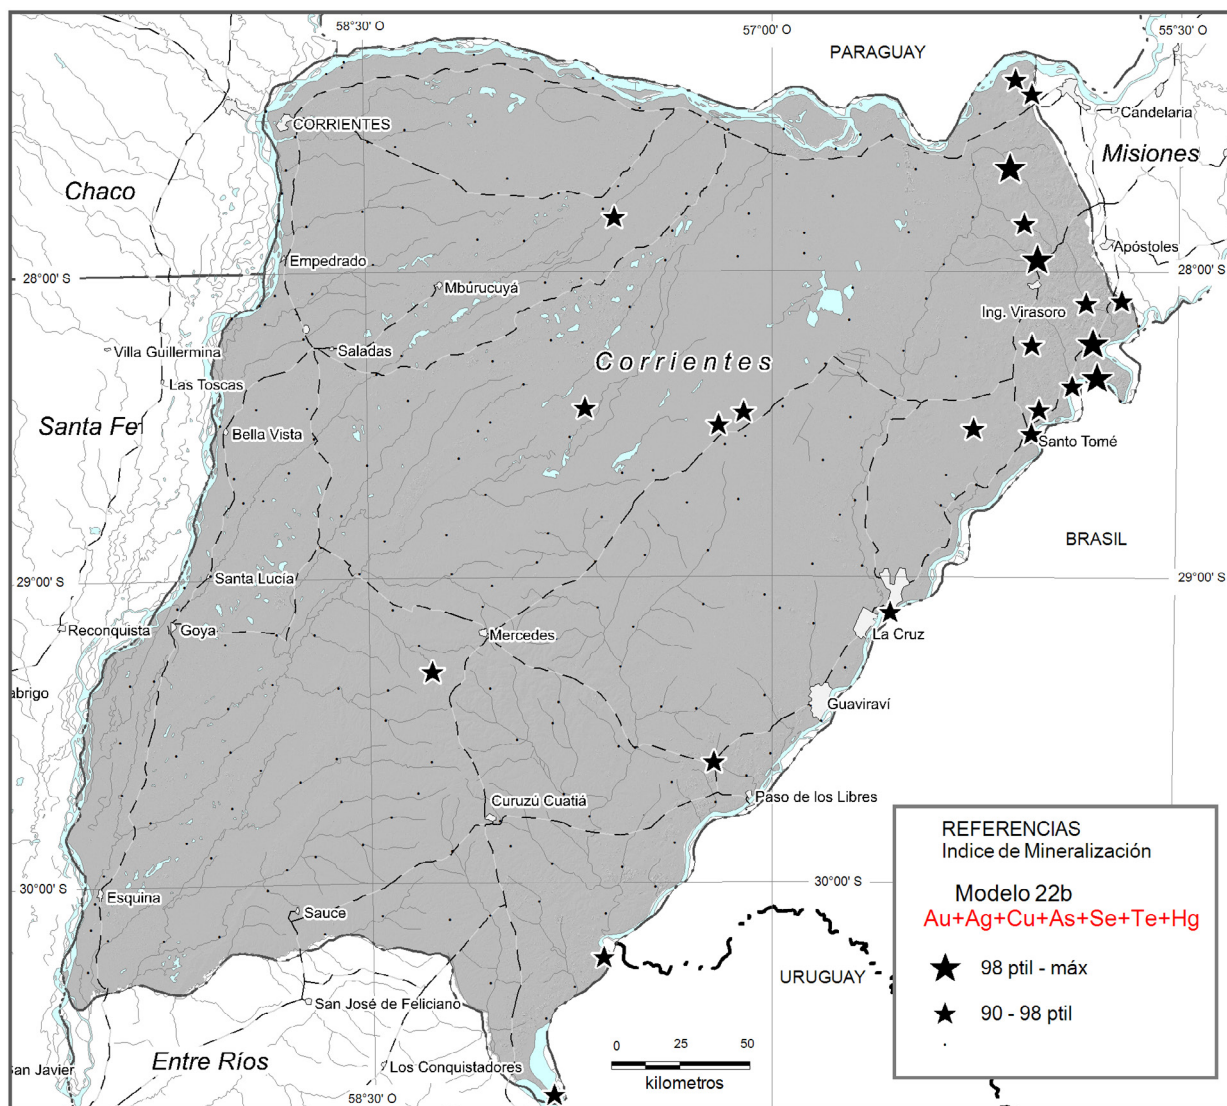 58°30' O
57°00' O
55°30' O
PARAGUAY
CORRIENTES
Candelaria
Misiones
Chaco
Empedrado
Apóstoles
28°00' S
28°00' S
Mburucuyá
Ing. Virasoro
Villa Guillermina
Saladas
Corrientes
Las Toscas
Santa Fe
Bella Vista
Santo Tomé
BRASIL
29°00' S
Santa Lucía
29°00' S
Reconquista
Goya
Mercedes
La Cruz
abrigo
Guaviraví
Curuzú Cuatiá
Paso de los Libres
REFERENCIAS
Indice de Mineralización
Modelo 22b
Au+Ag+Cu+As+Se+Te+Hg
98 ptil - máx
90 - 98 ptil
30°00' S
30°00' S
Esquina
Sauce
URUGUAY
San José de Feliciano
Entre Ríos
0 25 50
kilometros
San Javier
Los Conquistadores
58°30' O